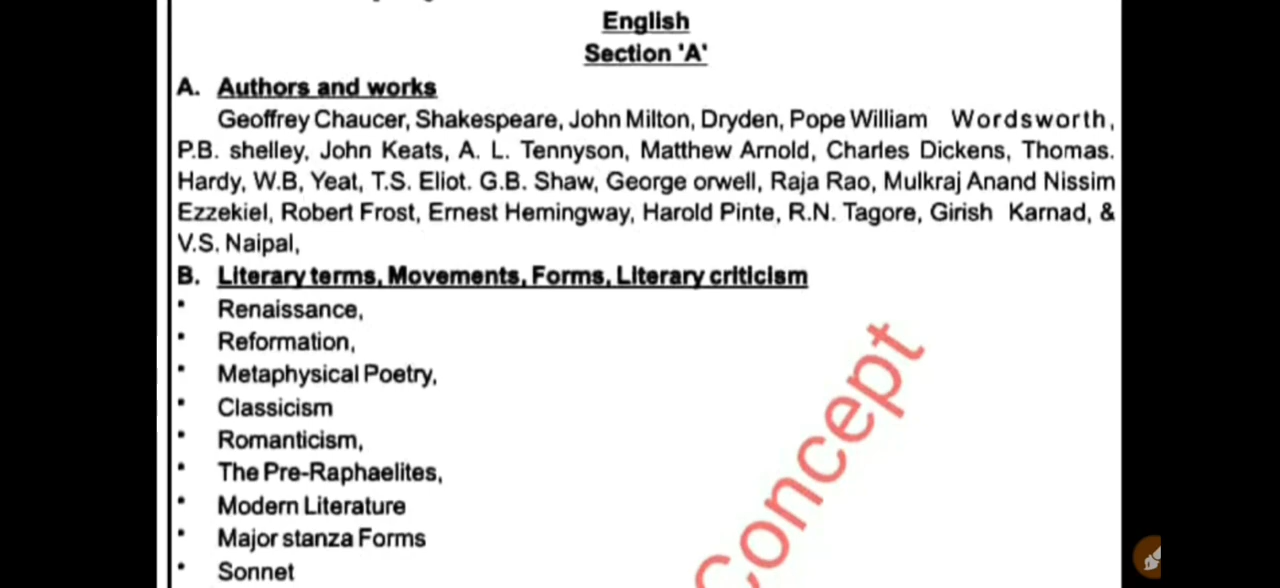 English
Section 'A'
A. Authors and works
Geoffrey Chaucer, Shakespeare, John Milton, Dryden, Pope William Wordsworth,
P.B. shelley, John Keats, A. L. Tennyson, Matthew Arnold, Charles Dickens, Thomas.
Hardy, W.B, Yeat, T.S. Eliot. G.B. Shaw, George orwell, Raja Rao, Mulkraj Anand Nissim
Ezzekiel, Robert Frost, Ernest Hemingway, Harold Pinte, R.N. Tagore, Girish Karnad, &
V.S. Naipal,
B. Literary terms, Movements, Forms, Literary criticism
• Renaissance,
• Reformation,
• Metaphysical Poetry,
• Classicism
• Romanticism,
• The Pre-Raphaelites,
• Modern Literature
• Major stanza Forms
• Sonnet
Concept